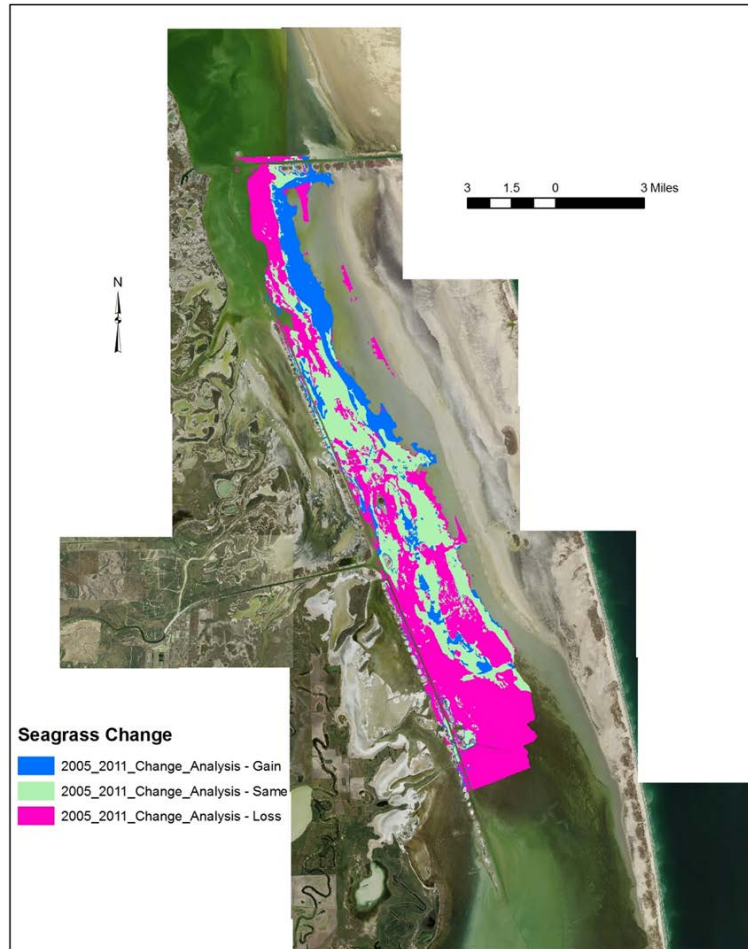 3 1.5 0 3 Miles
N
Seagrass Change
2005_2011_Change_Analysis - Gain
2005_2011_Change_Analysis - Same
2005_2011_Change_Analysis - Loss